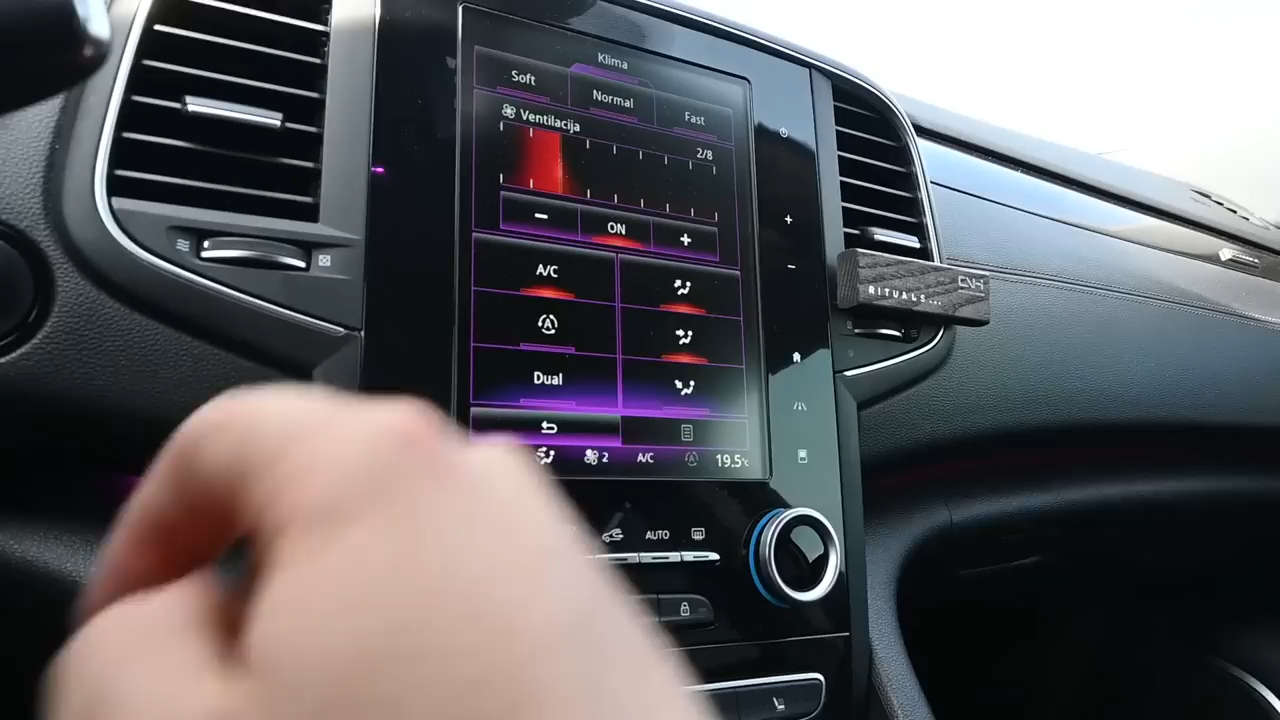 Klima
Soft
Normal
Fast
Ventilacija
2/8
-
ON
+
A/C
Dual
2
A/C
19.5°c
+
-
RITUALS...
AUTO